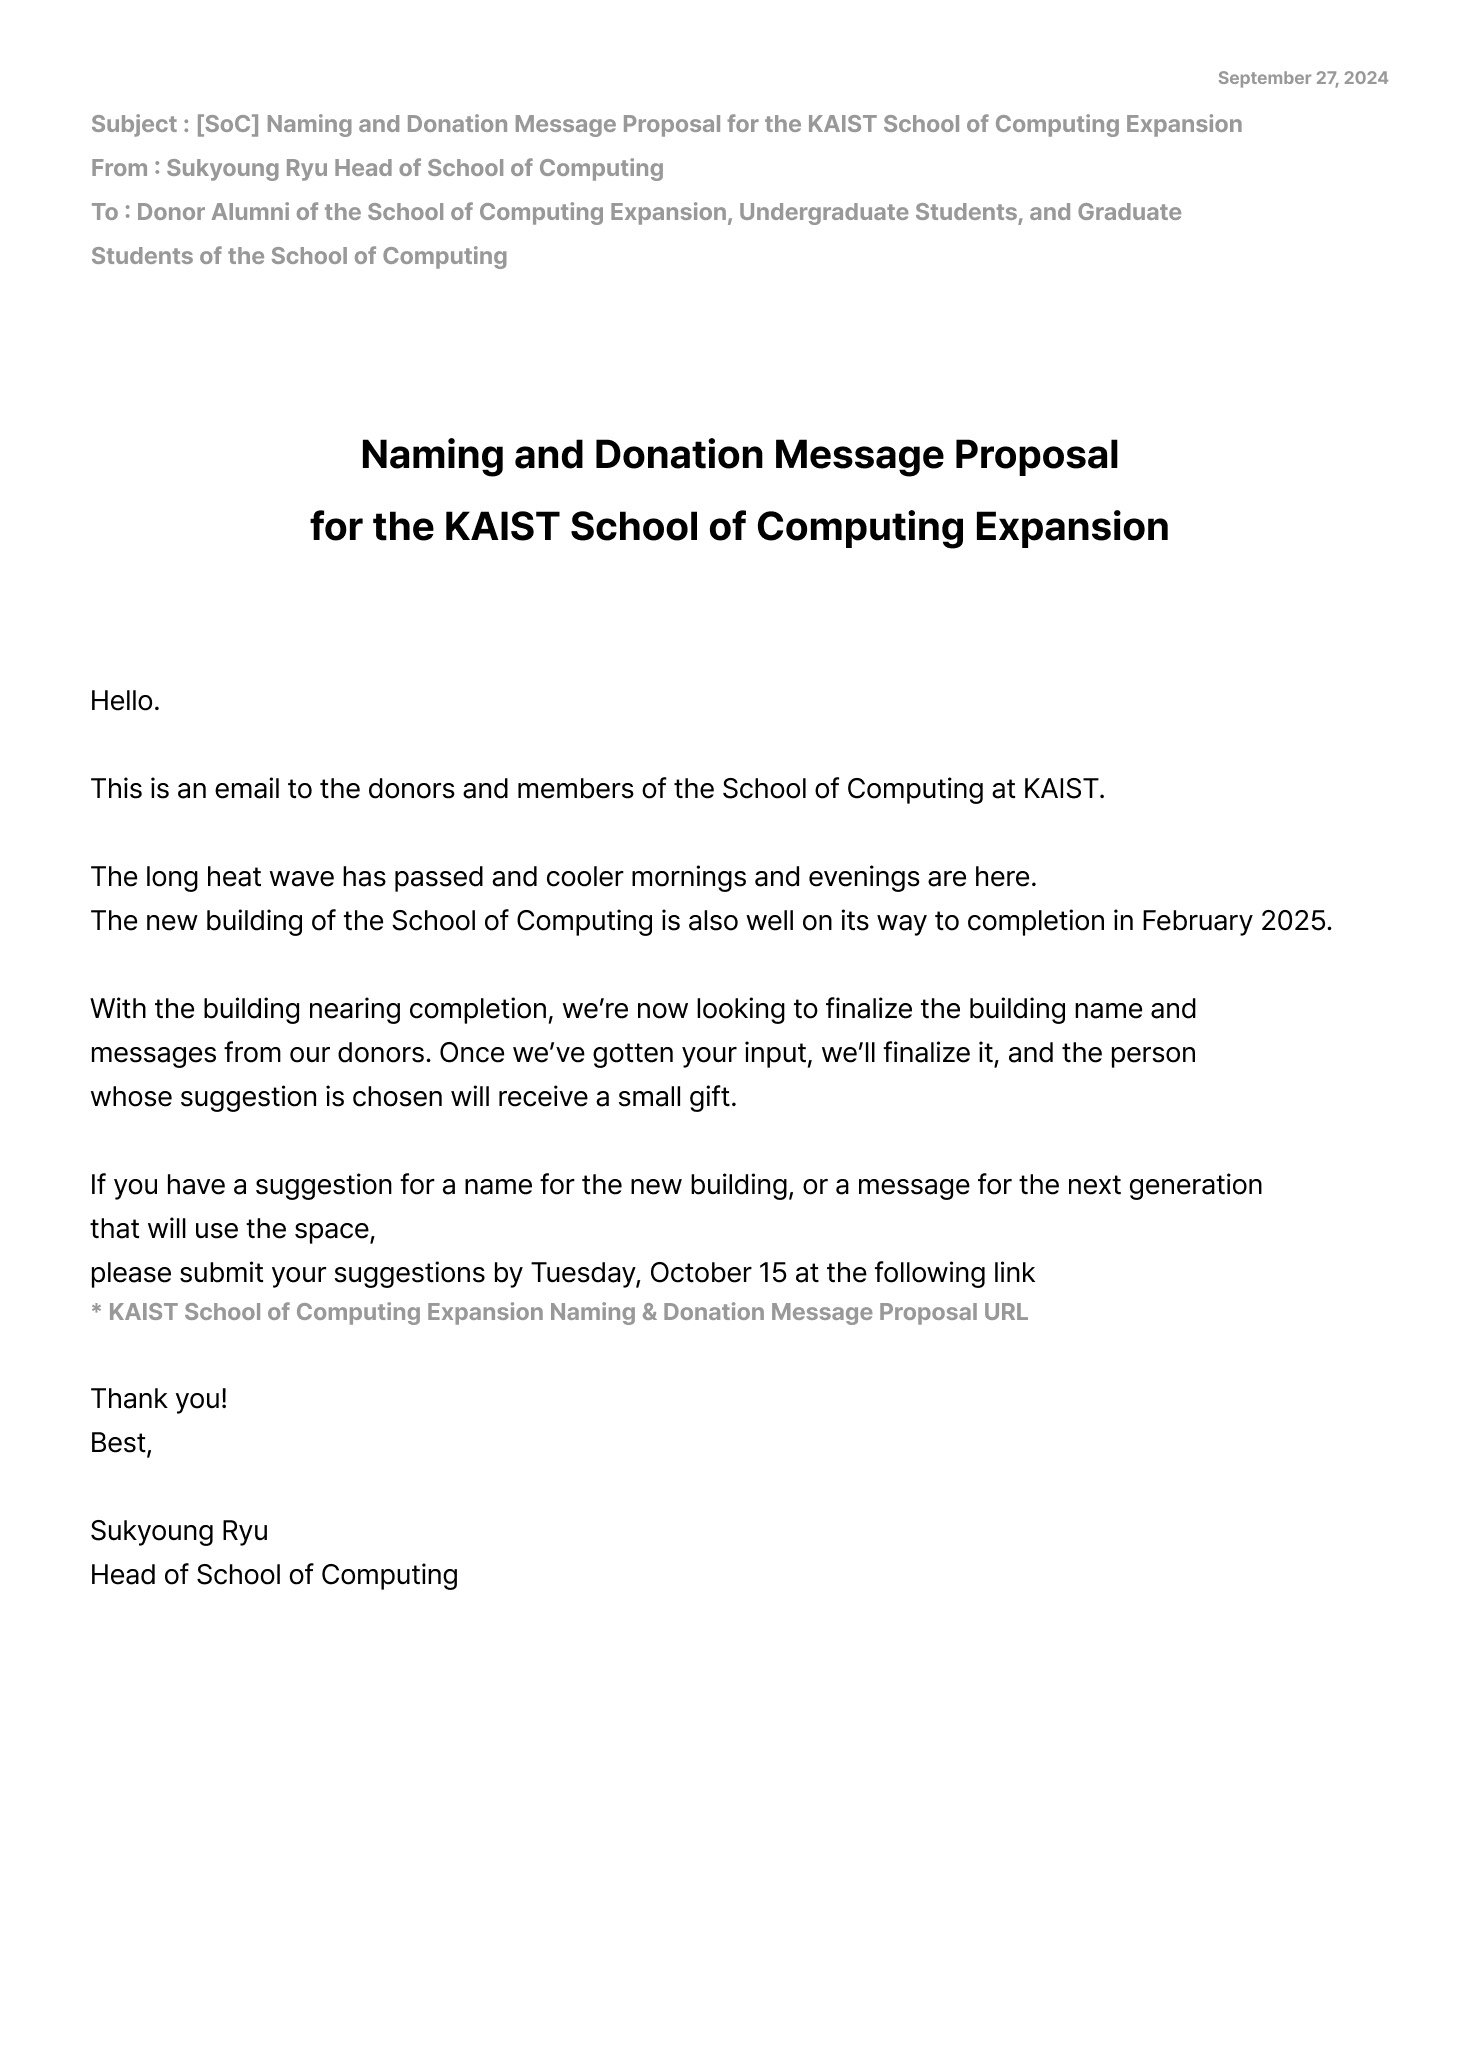 September 27, 2024
Subject : [SoC] Naming and Donation Message Proposal for the KAIST School of Computing Expansion
From : Sukyoung Ryu Head of School of Computing
To : Donor Alumni of the School of Computing Expansion, Undergraduate Students, and Graduate
Students of the School of Computing
Naming and Donation Message Proposal
for the KAIST School of Computing Expansion
Hello.
This is an email to the donors and members of the School of Computing at KAIST.
The long heat wave has passed and cooler mornings and evenings are here.
The new building of the School of Computing is also well on its way to completion in February 2025.
With the building nearing completion, we’re now looking to finalize the building name and
messages from our donors. Once we’ve gotten your input, we’ll finalize it, and the person
whose suggestion is chosen will receive a small gift.
If you have a suggestion for a name for the new building, or a message for the next generation
that will use the space,
please submit your suggestions by Tuesday, October 15 at the following link
* KAIST School of Computing Expansion Naming & Donation Message Proposal URL
Thank you!
Best,
Sukyoung Ryu
Head of School of Computing